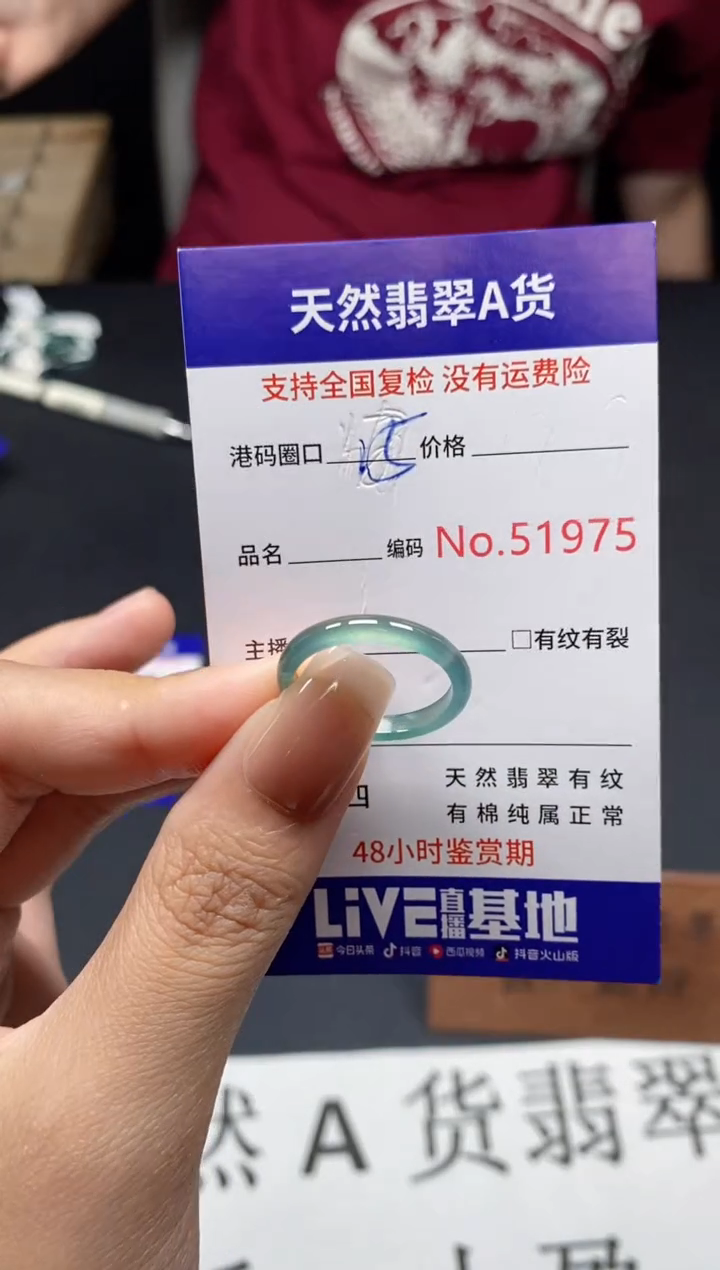 天然翡翠A货
支持全国复检 没有运费险
港码圈口 15 价格
品名 编码 No.51975
主播 □有纹有裂
四 天然翡翠有纹
有棉纯属正常
48小时鉴赏期
LiVE直播基地
今日头条 抖音 西瓜视频 抖音火山版
然A货翡翠